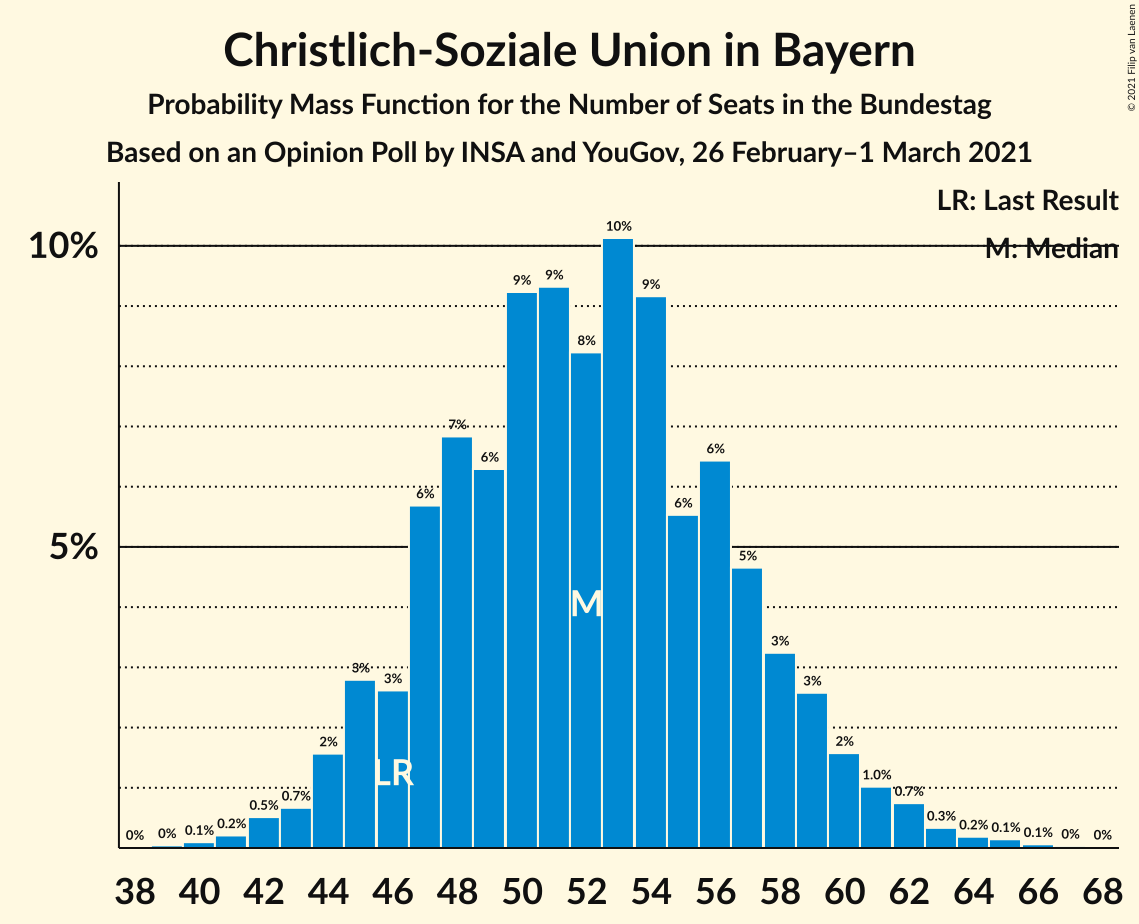 Christlich-Soziale Union in Bayern
Probability Mass Function for the Number of Seats in the Bundestag
Based on an Opinion Poll by INSA and YouGov, 26 February–1 March 2021
© 2021 Filip van Laenen
LR: Last Result
M: Median
10%
5%
0% 0% 0.1% 0.2% 0.5% 0.7% 2% 3% 3% 6% 7% 6% 9% 9% 8% 10% 9% 6% 6% 5% 3% 3% 2% 1.0% 0.7% 0.3% 0.2% 0.1% 0.1% 0% 0%
M
LR
38 40 42 44 46 48 50 52 54 56 58 60 62 64 66 68